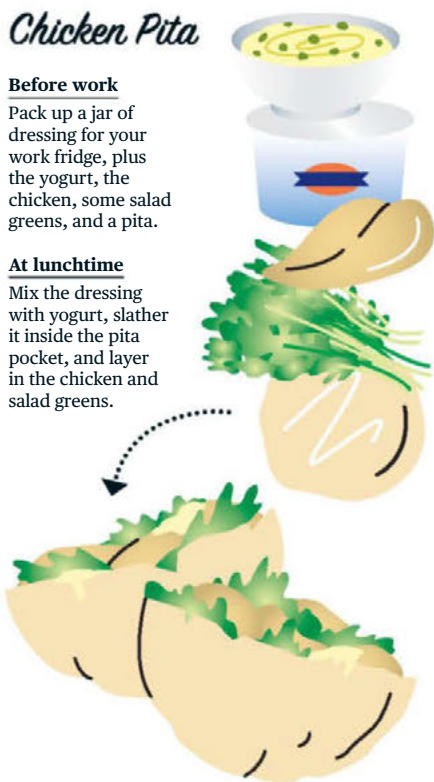 Chicken Pita
Before work
Pack up a jar of
dressing for your
work fridge, plus
the yogurt, the
chicken, some salad
greens, and a pita.
At lunchtime
Mix the dressing
with yogurt, slather
it inside the pita
pocket, and layer
in the chicken and
salad greens.